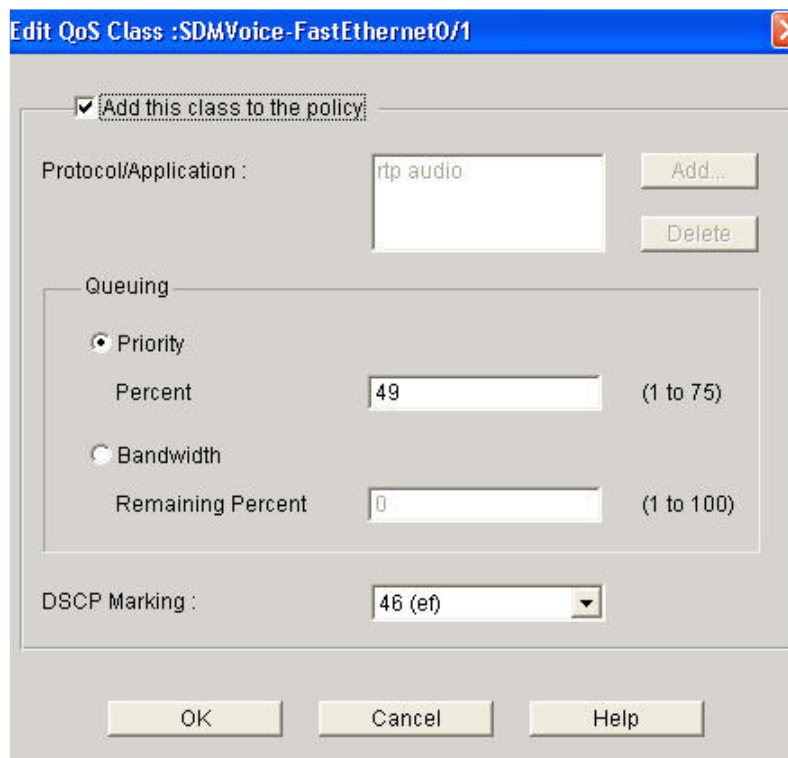 Edit QoS Class :SDMVoice-FastEthernet0/1
Add this class to the policy
Protocol/Application :
rtp audio
Add...
Delete
Queuing
Priority
Percent
49
(1 to 75)
Bandwidth
Remaining Percent
0
(1 to 100)
DSCP Marking :
46 (ef)
OK
Cancel
Help